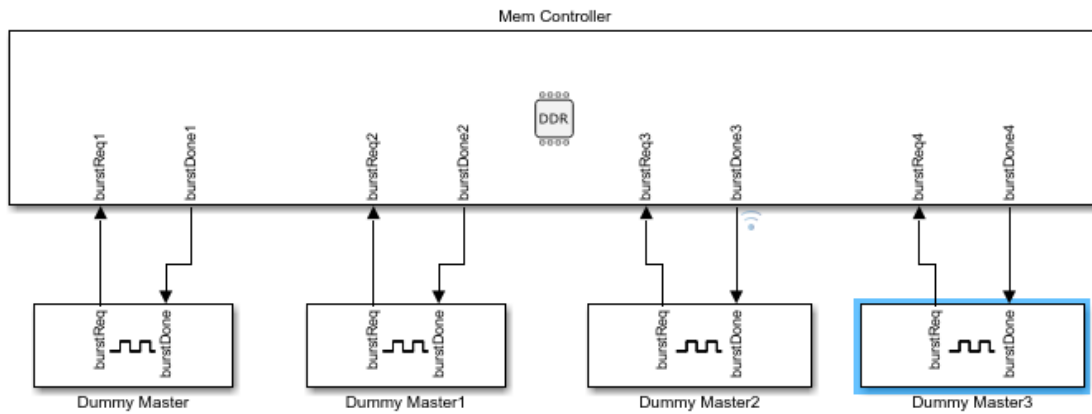 Mem Controller
DDR
burstReq1
burstDone1
burstReq2
burstDone2
burstReq3
burstDone3
burstReq4
burstDone4
burstReq
burstDone
burstReq
burstDone
burstReq
burstDone
burstReq
burstDone
Dummy Master
Dummy Master1
Dummy Master2
Dummy Master3